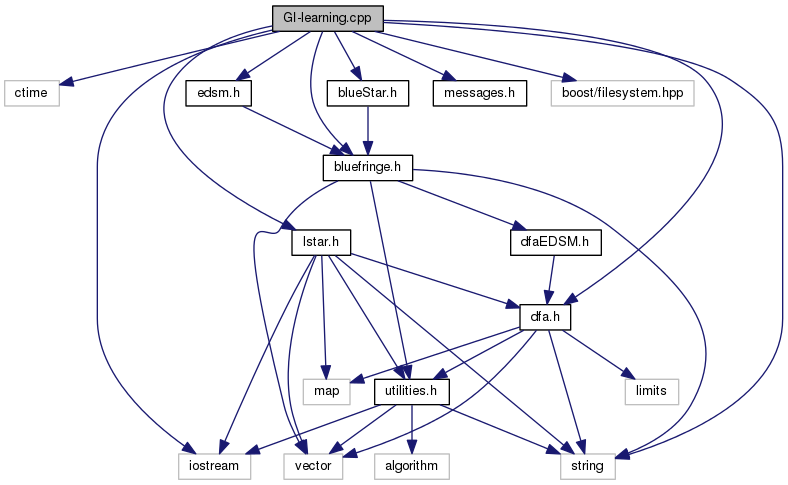 GI-learning.cpp
ctime
edsm.h
blueStar.h
messages.h
boost/filesystem.hpp
bluefringe.h
lstar.h
dfaEDSM.h
dfa.h
map
utilities.h
limits
iostream
vector
algorithm
string